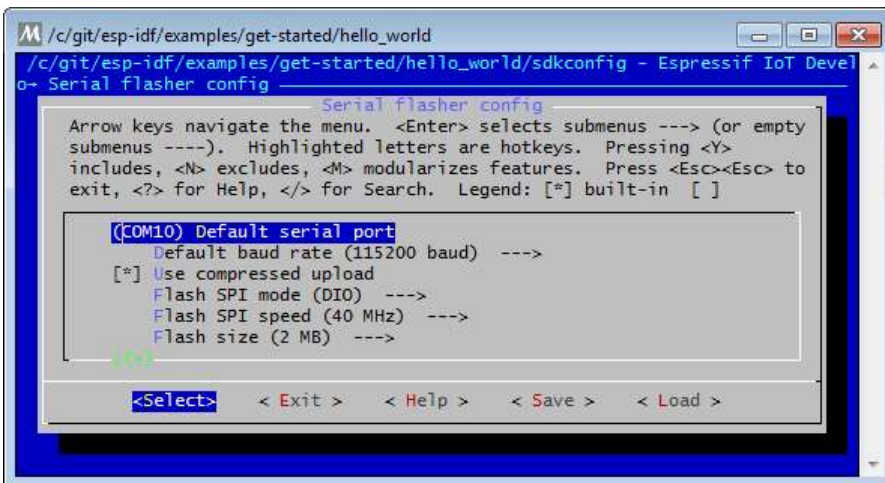 /c/git/esp-idf/examples/get-started/hello_world
/c/git/esp-idf/examples/get-started/hello_world/sdkconfig - Espressif IoT Devel
o→ Serial flasher config
Serial flasher config
Arrow keys navigate the menu.  <Enter> selects submenus ---> (or empty
submenus ----).  Highlighted letters are hotkeys.  Pressing <Y>
includes, <N> excludes, <M> modularizes features.  Press <Esc><Esc> to
exit, <?> for Help, </> for Search.  Legend: [*] built-in  [ ]
(COM10) Default serial port
Default baud rate (115200 baud)  --->
[*] Use compressed upload
Flash SPI mode (DIO)  --->
Flash SPI speed (40 MHz)  --->
Flash size (2 MB)  --->
<Select>    < Exit >    < Help >    < Save >    < Load >